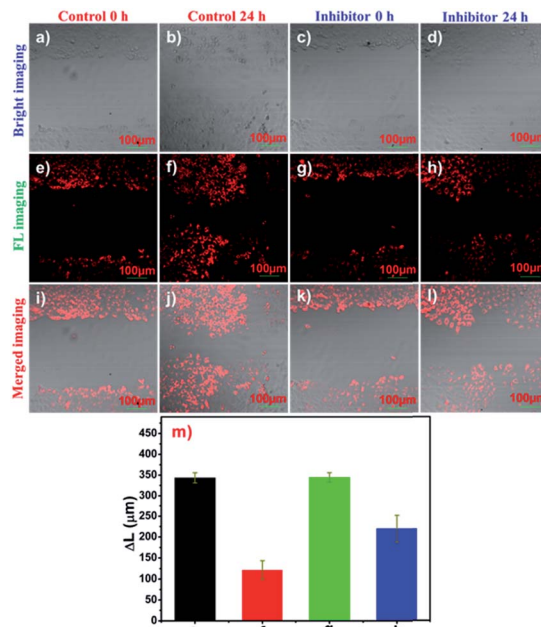 Control 0 h Control 24 h Inhibitor 0 h Inhibitor 24 h
Bright imaging
a) b) c) d)
100μm 100μm 100μm 100μm
FL imaging
e) f) g) h)
100μm 100μm 100μm 100μm
Merged imaging
i) j) k) l)
100μm 100μm 100μm 100μm
m)
ΔL (μm)
450
400
350
300
250
200
150
100
50
0